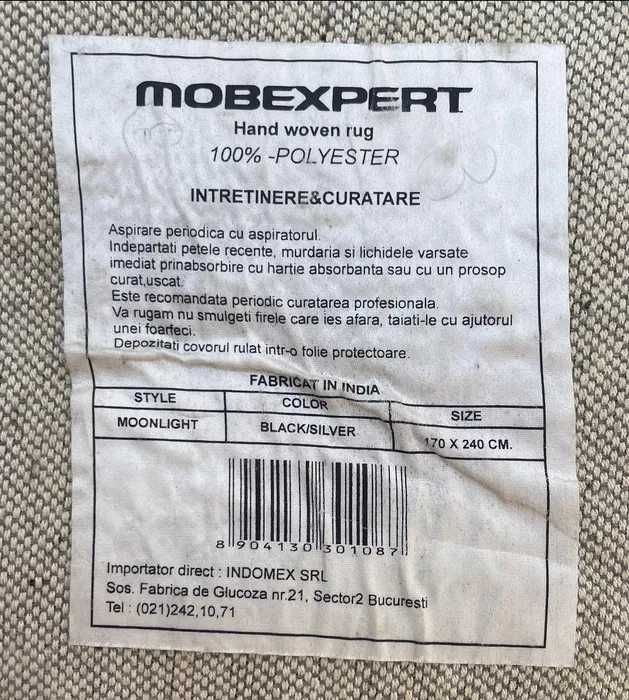 MOBEXPERT
Hand woven rug
100% -POLYESTER
INTRETINERE&CURATARE
Aspirare periodica cu aspiratorul.
Indepartati petele recente, murdaria si lichidele varsate
imediat prinabsorbire cu hartie absorbanta sau cu un prosop
curat,uscat.
Este recomandata periodic curatarea profesionala.
Va rugam nu smulgeti firele care ies afara, taiati-le cu ajutorul
unei foarfeci.
Depozitati covorul rulat intr-o folie protectoare.
FABRICAT IN INDIA
STYLE COLOR SIZE
MOONLIGHT BLACK/SILVER 170 X 240 CM.
8 904130 301087
Importator direct : INDOMEX SRL
Sos. Fabrica de Glucoza nr.21, Sector2 Bucuresti
Tel : (021)242,10,71